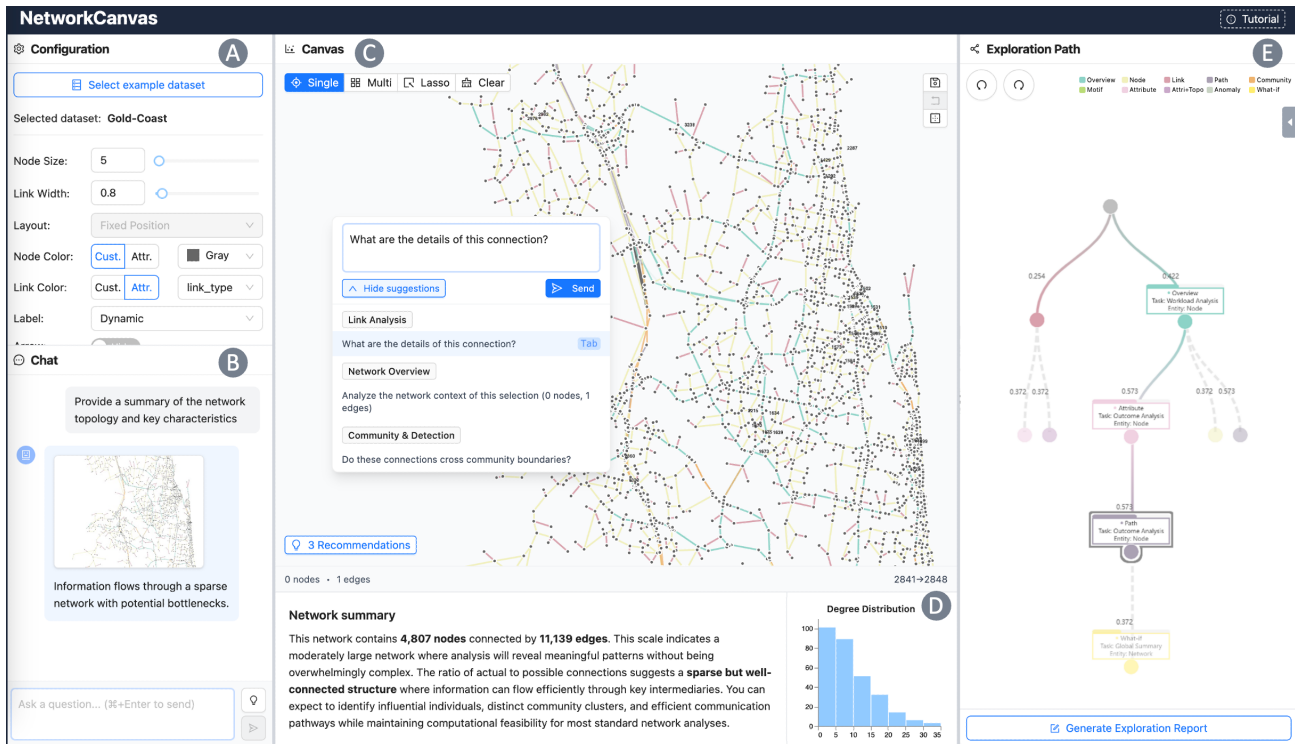 NetworkCanvas
Tutorial
Configuration
A
Select example dataset
Selected dataset: Gold-Coast
Node Size: 5
Link Width: 0.8
Layout: Fixed Position
Node Color: Cust. Attr. Gray
Link Color: Cust. Attr. link_type
Label: Dynamic
Chat
B
Provide a summary of the network
topology and key characteristics
Information flows through a sparse
network with potential bottlenecks.
Ask a question... (⌘+Enter to send)
Canvas
C
Single Multi Lasso Clear
3239
2287
What are the details of this connection?
Hide suggestions
Send
Link Analysis
What are the details of this connection? Tab
Network Overview
Analyze the network context of this selection (0 nodes, 1
edges)
Community & Detection
Do these connections cross community boundaries?
3 Recommendations
0 nodes • 1 edges
2841→2848
Network summary
This network contains 4,807 nodes connected by 11,139 edges. This scale indicates a
moderately large network where analysis will reveal meaningful patterns without being
overwhelmingly complex. The ratio of actual to possible connections suggests a sparse but well-
connected structure where information can flow efficiently through key intermediaries. You can
expect to identify influential individuals, distinct community clusters, and efficient communication
pathways while maintaining computational feasibility for most standard network analyses.
Degree Distribution
D
100
80
60
40
20
0
0 5 10 15 20 25 30 35
Exploration Path
E
Overview Node Link Path Community
Motif Attribute Attri+Topo Anomaly What-if
0.254
0.422
Overview
Task: Workload Analysis
Entity: Node
0.372 0.372
0.573
0.372 0.573
Attribute
Task: Outcome Analysis
Entity: Node
0.573
Path
Task: Outcome Analysis
Entity: Node
0.372
What-if
Task: Global Summary
Entity: Network
Generate Exploration Report